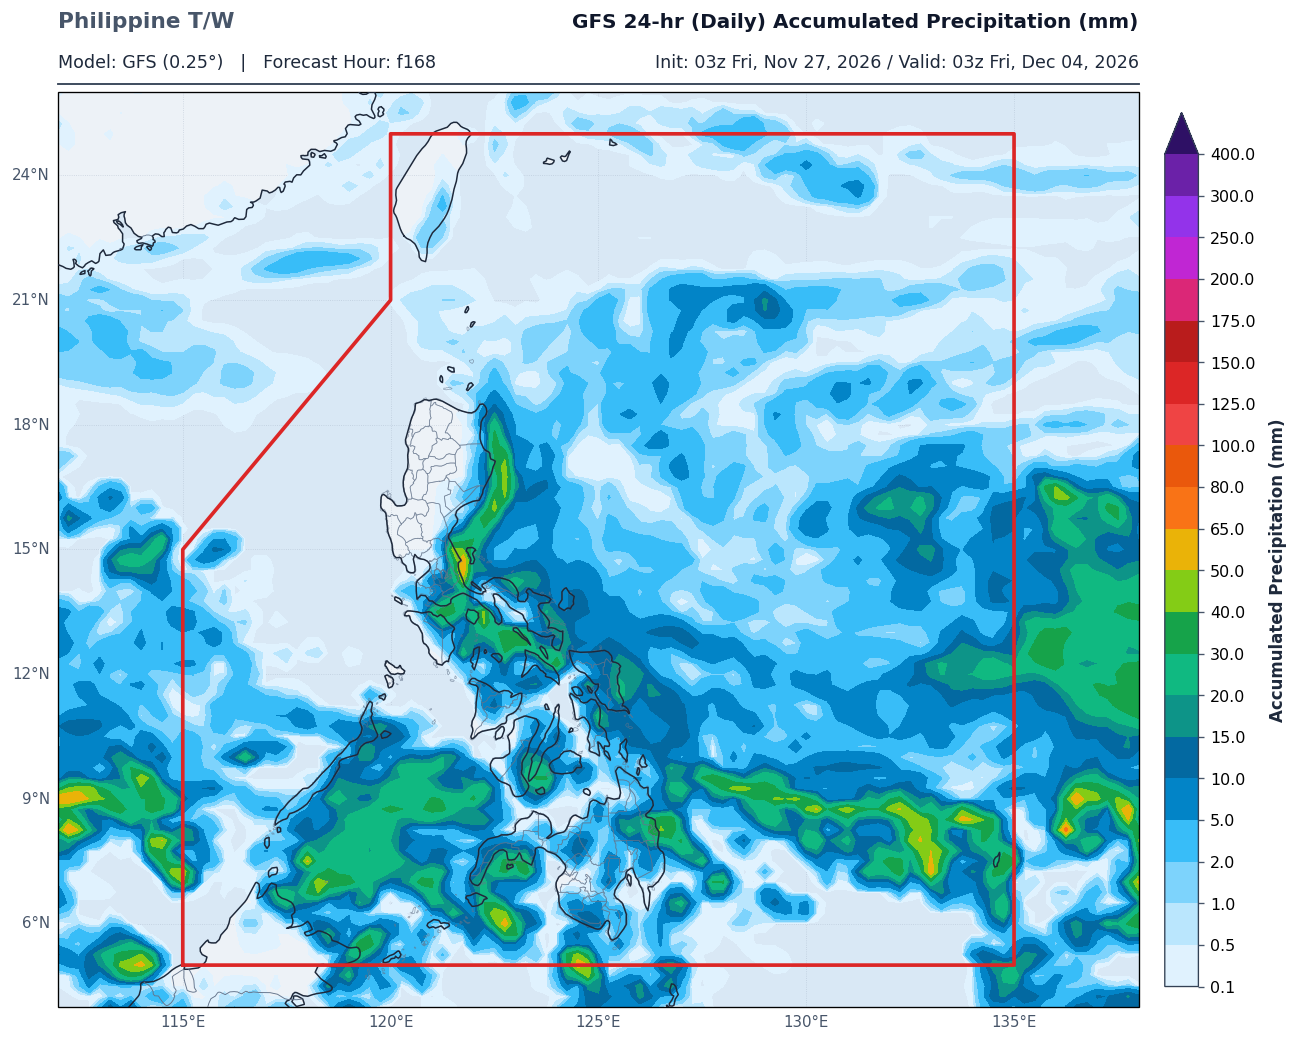 Philippine T/W
GFS 24-hr (Daily) Accumulated Precipitation (mm)
Model: GFS (0.25°)   |   Forecast Hour: f168
Init: 03z Fri, Nov 27, 2026 / Valid: 03z Fri, Dec 04, 2026
24°N
21°N
18°N
15°N
12°N
9°N
6°N
115°E
120°E
125°E
130°E
135°E
400.0
300.0
250.0
200.0
175.0
150.0
125.0
100.0
80.0
65.0
50.0
40.0
30.0
20.0
15.0
10.0
5.0
2.0
1.0
0.5
0.1
Accumulated Precipitation (mm)